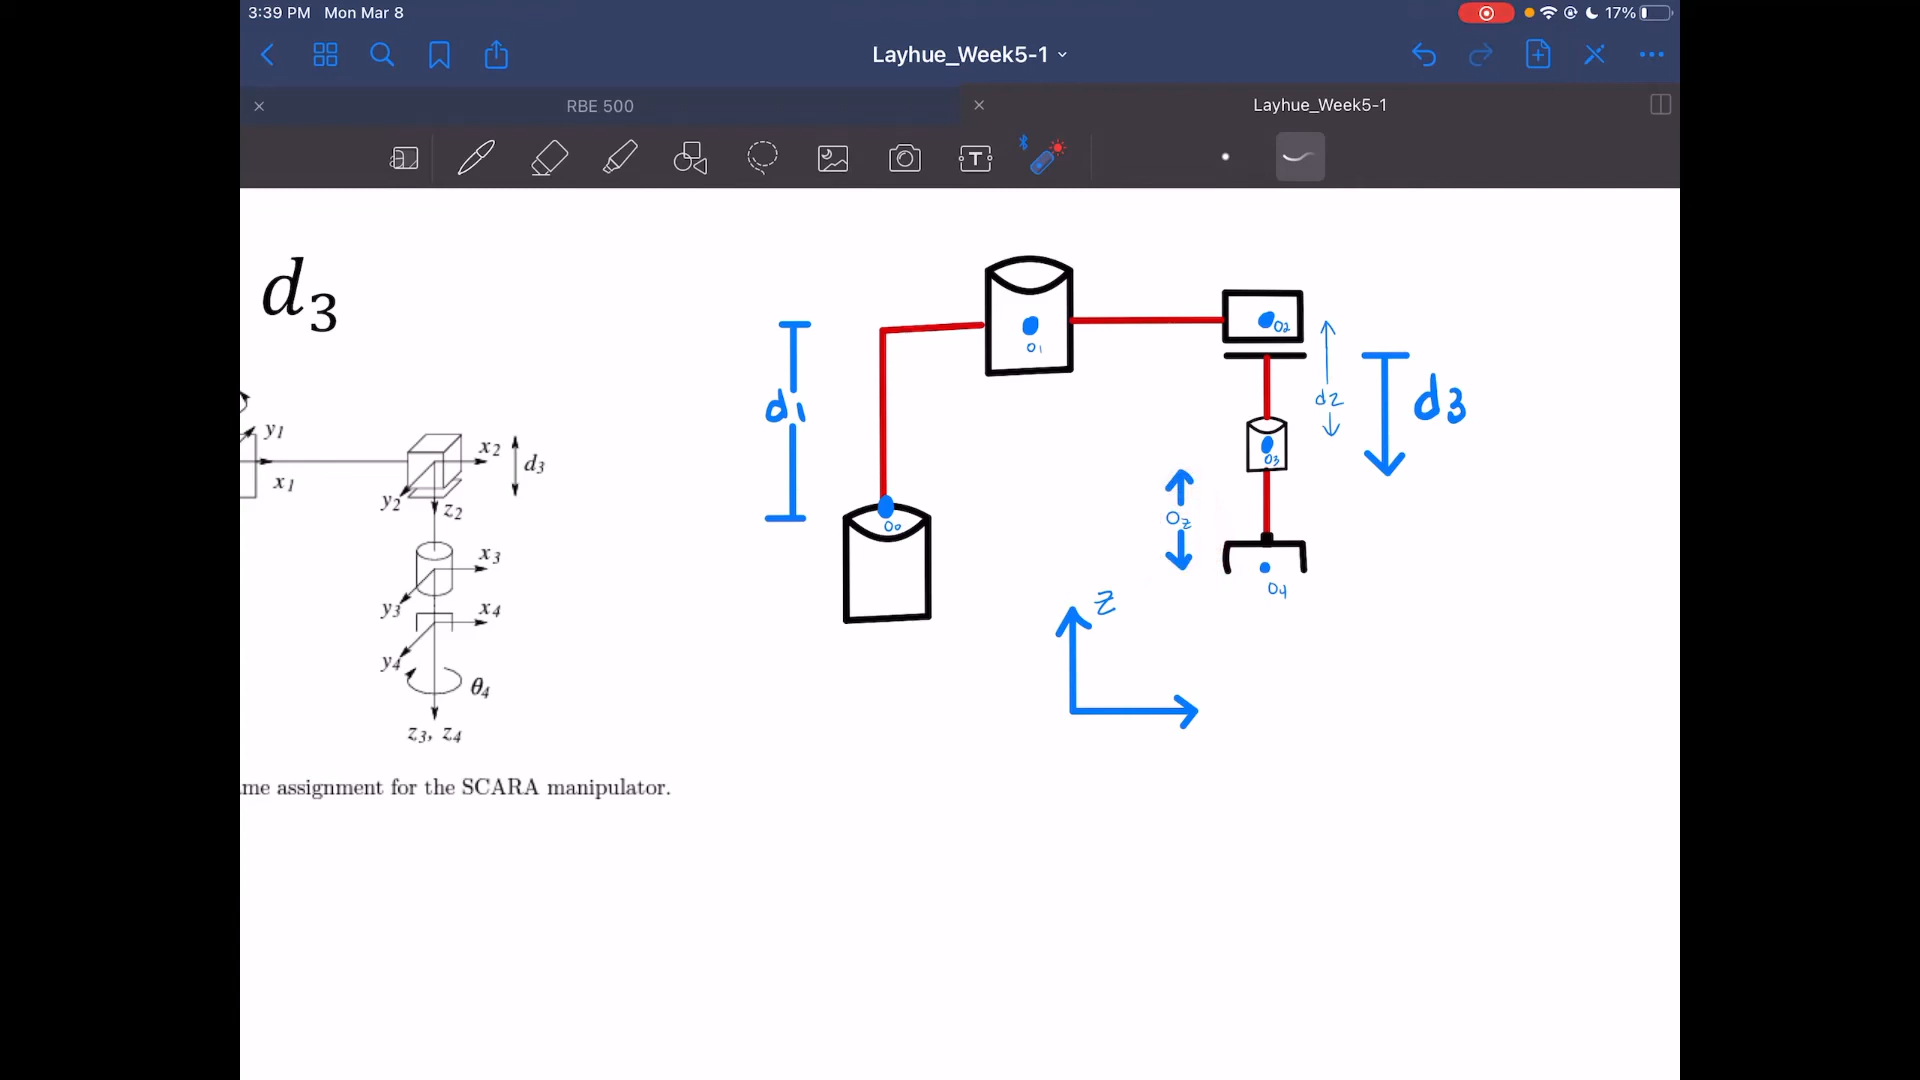 3:39 PM Mon Mar 8
17%
Layhue_Week5-1
RBE 500
Layhue_Week5-1
T
d3
y1
x1
x2
d3
y2
z2
x3
y3
x4
y4
θ4
z3, z4
me assignment for the SCARA manipulator.
d1
O0
O1
O2
d2
d3
O3
Oz
O4
z